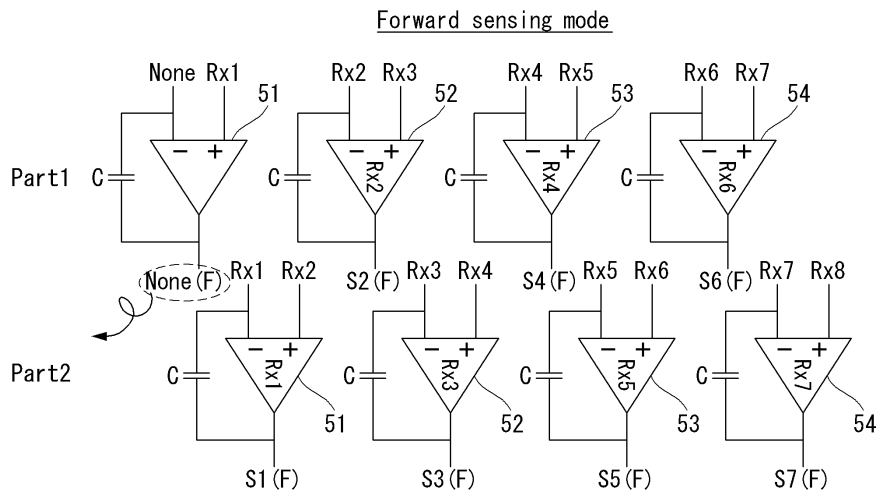 Forward sensing mode
None Rx1 Rx2 Rx3 Rx4 Rx5 Rx6 Rx7
51 52 53 54
− + − + − + − +
Part1 C C Rx2 C Rx4 C Rx6
None(F) S2(F) S4(F) S6(F)
Rx1 Rx2 Rx3 Rx4 Rx5 Rx6 Rx7 Rx8
− + − + − + − +
Part2 C Rx1 C Rx3 C Rx5 C Rx7
51 52 53 54
S1(F) S3(F) S5(F) S7(F)